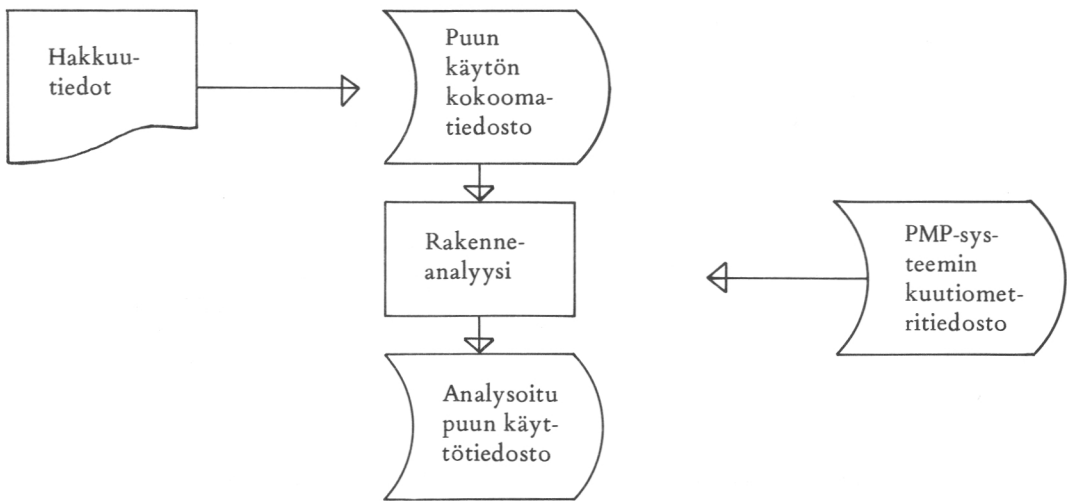 Hakkuu-
tiedot
Puun
käytön
kokooma-
tiedosto
Rakenne-
analyysi
PMP-sys-
teemin
kuutiomet-
ritiedosto
Analysoitu
puun käyt-
tötiedosto